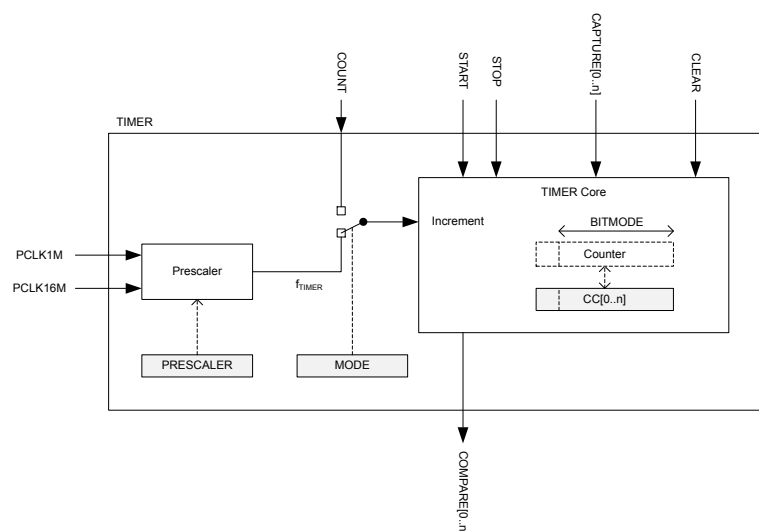 COUNT
START
STOP
CAPTURE[0..n]
CLEAR
TIMER
TIMER Core
Increment
BITMODE
Counter
CC[0..n]
PCLK1M
PCLK16M
Prescaler
fTIMER
PRESCALER
MODE
COMPARE[0..n